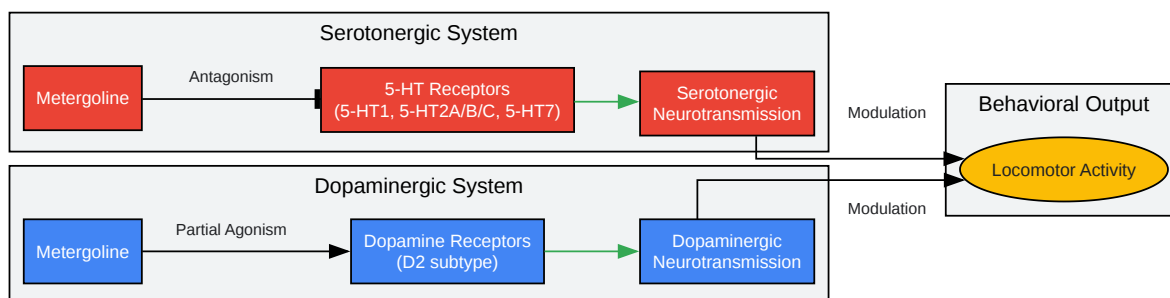 Serotonergic System
Metergoline
Antagonism
5-HT Receptors
(5-HT1, 5-HT2A/B/C, 5-HT7)
Serotonergic
Neurotransmission
Modulation
Behavioral Output
Locomotor Activity
Dopaminergic System
Metergoline
Partial Agonism
Dopamine Receptors
(D2 subtype)
Dopaminergic
Neurotransmission
Modulation